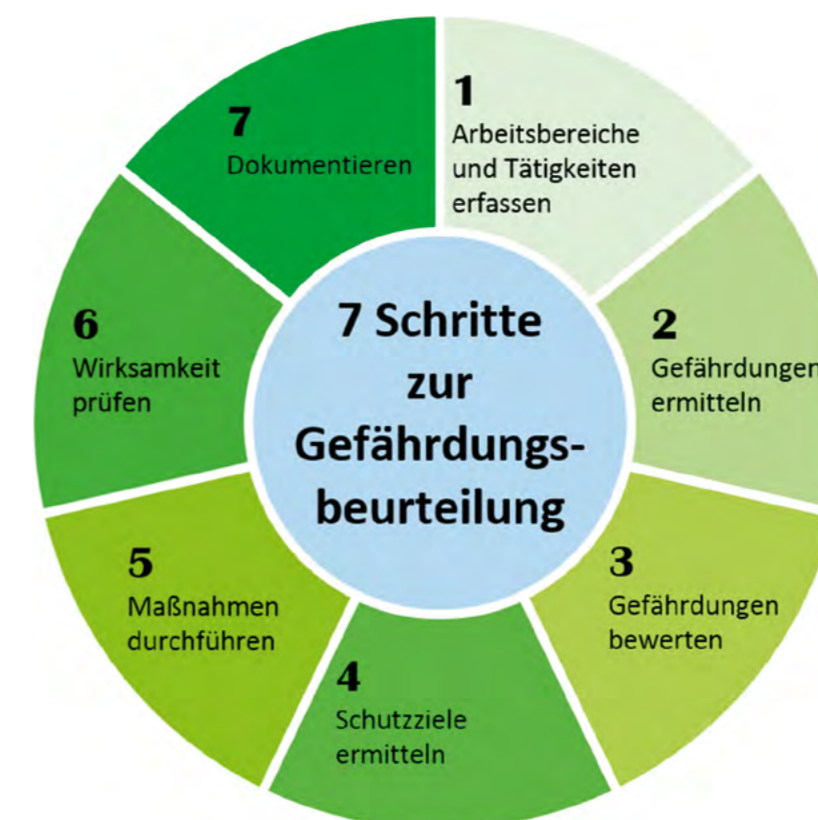 7 Schritte
zur
Gefährdungs-
beurteilung
1
Arbeitsbereiche
und Tätigkeiten
erfassen
2
Gefährdungen
ermitteln
3
Gefährdungen
bewerten
4
Schutzziele
ermitteln
5
Maßnahmen
durchführen
6
Wirksamkeit
prüfen
7
Dokumentieren